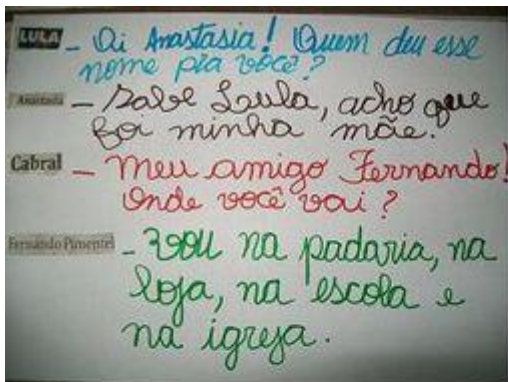 LULA - Oi Anastasia! Quem deu esse
nome pra você?
Anastasia - Sabe Laula, acho que
foi minha mãe.
Cabral - Meu amigo Fernando!
Onde você vai?
Fernando Pimentel - Vou na padaria, na
loja, na escola e
na igreja.